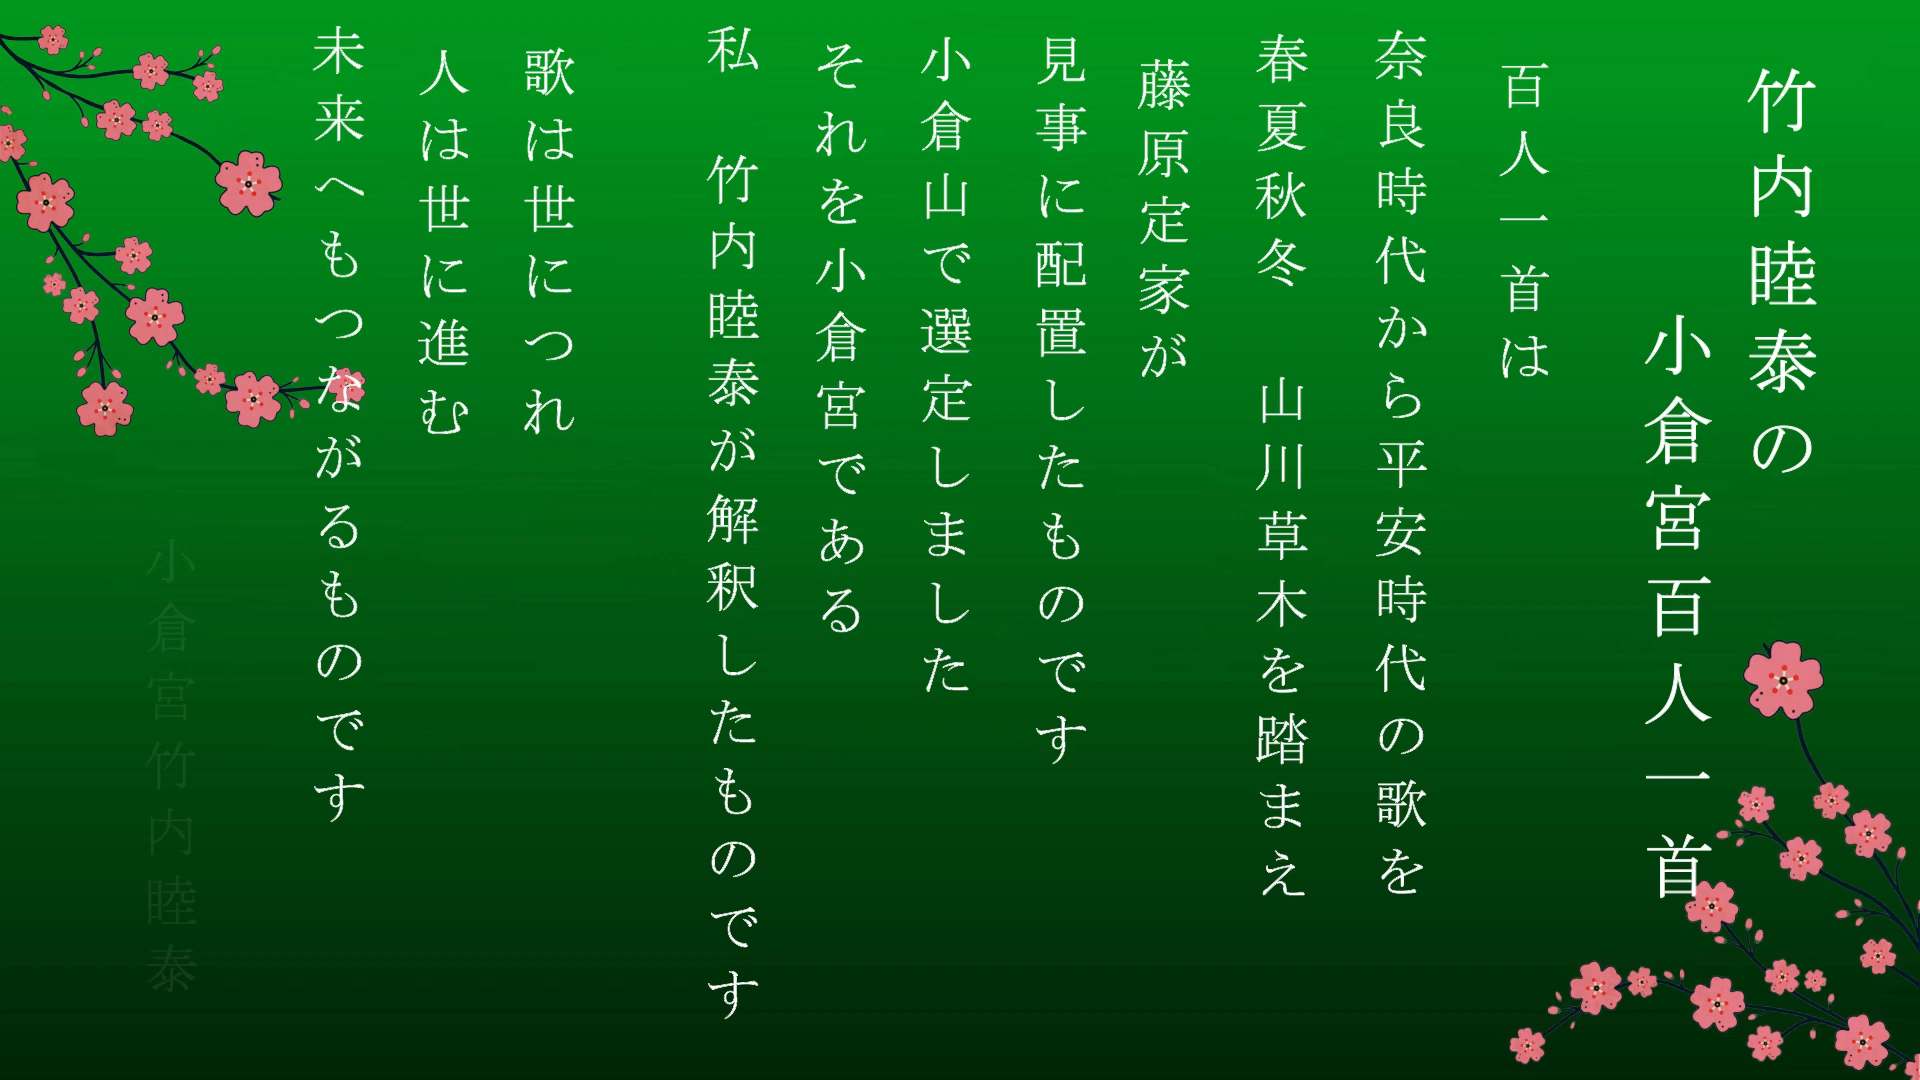 竹内睦泰の
小倉宮百人一首
百人一首は
奈良時代から平安時代の歌を
春夏秋冬　山川草木を踏まえ
藤原定家が
見事に配置したものです
小倉山で選定しました
それを小倉宮である
私　竹内睦泰が解釈したものです
歌は世につれ
人は世に進む
未来へもつながるものです
小倉宮竹内睦泰